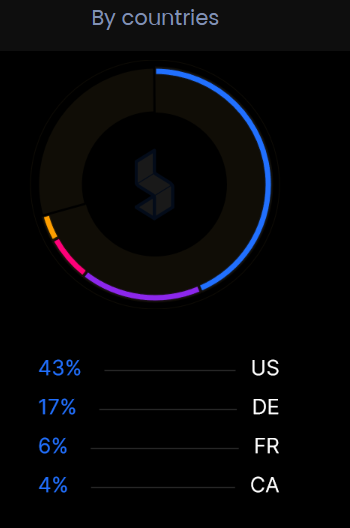 By countries
43% US
17% DE
6% FR
4% CA